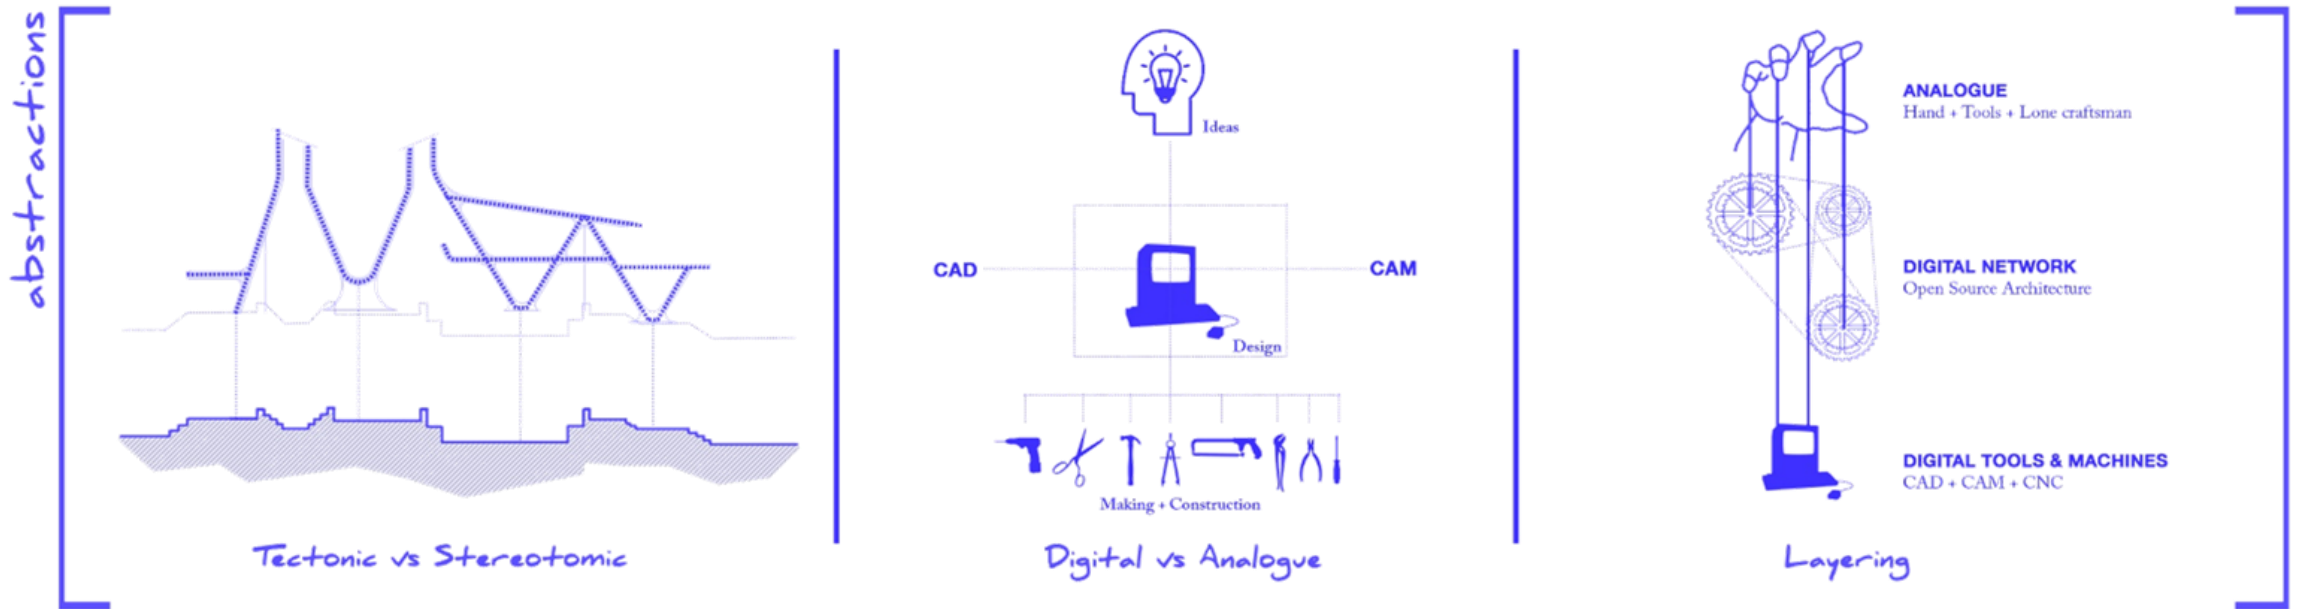 abstractions
Ideas
CAD
CAM
Design
Making + Construction
Tectonic vs Stereotomic
Digital vs Analogue
ANALOGUE
Hand + Tools + Lone craftsman
DIGITAL NETWORK
Open Source Architecture
DIGITAL TOOLS & MACHINES
CAD + CAM + CNC
Layering